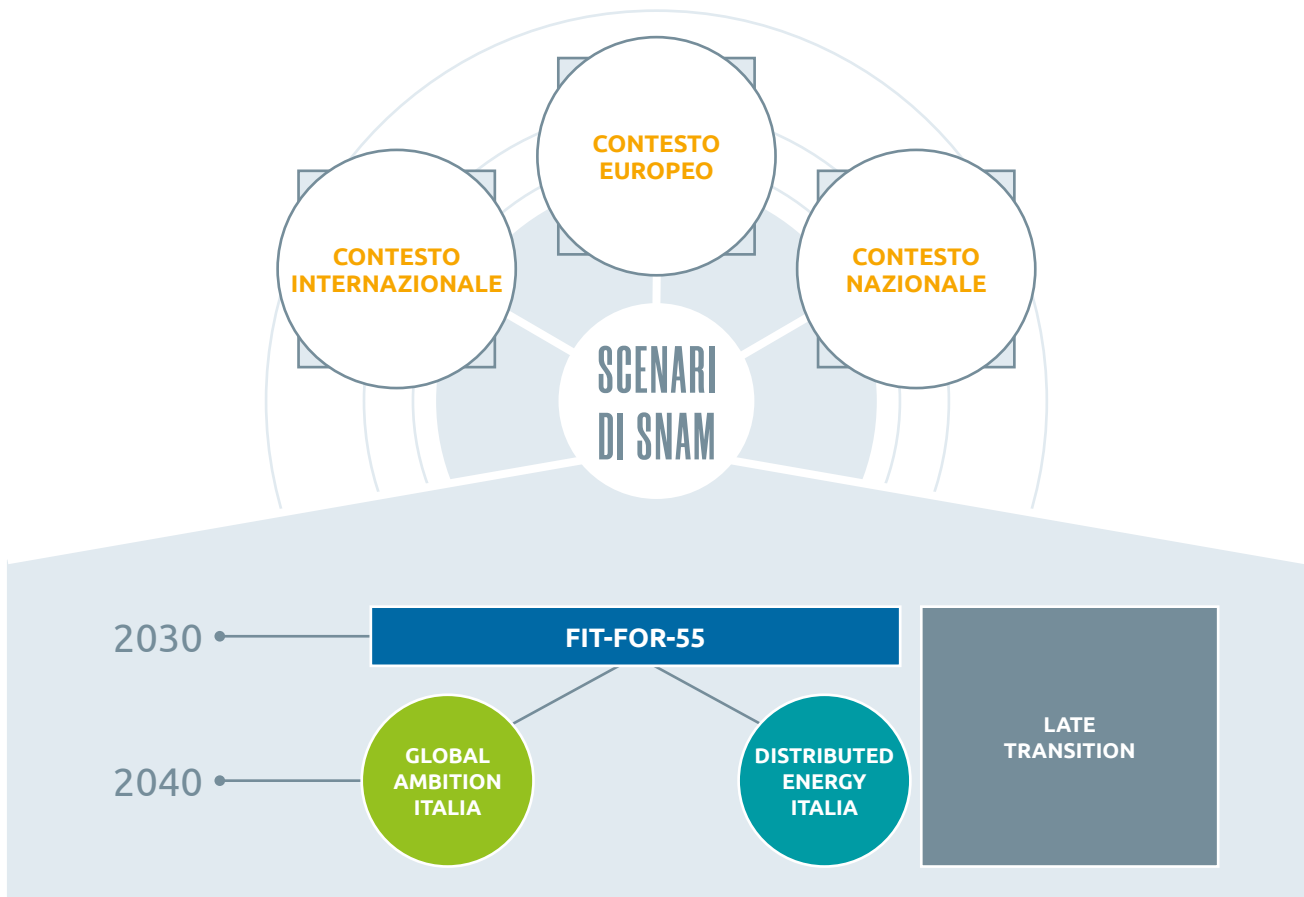 CONTESTO
EUROPEO
CONTESTO
INTERNAZIONALE
CONTESTO
NAZIONALE
SCENARI
DI SNAM
2030
FIT-FOR-55
2040
GLOBAL
AMBITION
ITALIA
DISTRIBUTED
ENERGY
ITALIA
LATE
TRANSITION